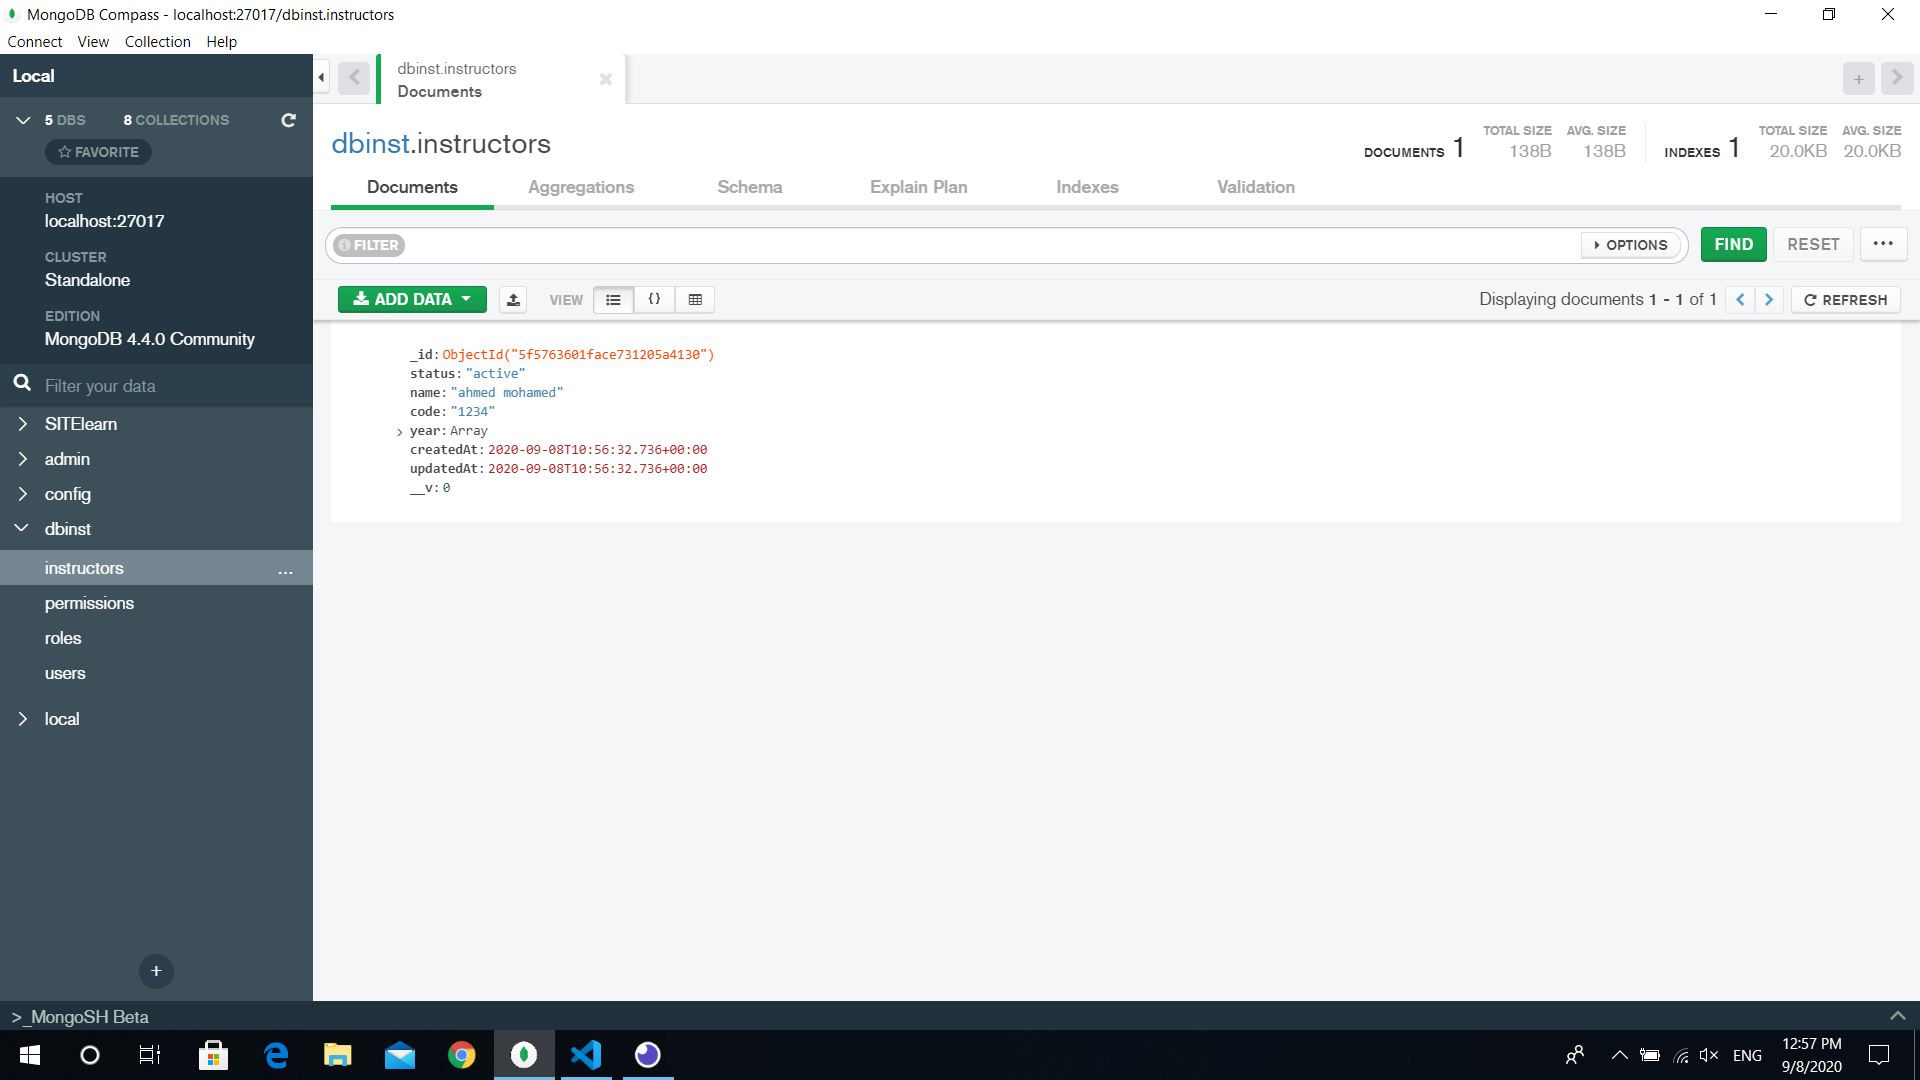 MongoDB Compass - localhost:27017/dbinst.instructors
Connect View Collection Help
Local
5 DBS 8 COLLECTIONS
FAVORITE
HOST
localhost:27017
CLUSTER
Standalone
EDITION
MongoDB 4.4.0 Community
Filter your data
SITElearn
admin
config
dbinst
instructors ...
permissions
roles
users
local
dbinst.instructors
Documents
dbinst.instructors
DOCUMENTS 1 TOTAL SIZE 138B AVG. SIZE 138B INDEXES 1 TOTAL SIZE 20.0KB AVG. SIZE 20.0KB
Documents Aggregations Schema Explain Plan Indexes Validation
FILTER OPTIONS FIND RESET ...
ADD DATA VIEW {} Displaying documents 1 - 1 of 1 REFRESH
_id:ObjectId("5f5763601face731205a4130")
status:"active"
name:"ahmed mohamed"
code:"1234"
year:Array
createdAt:2020-09-08T10:56:32.736+00:00
updatedAt:2020-09-08T10:56:32.736+00:00
__v:0
>_MongoSH Beta
ENG 12:57 PM
9/8/2020